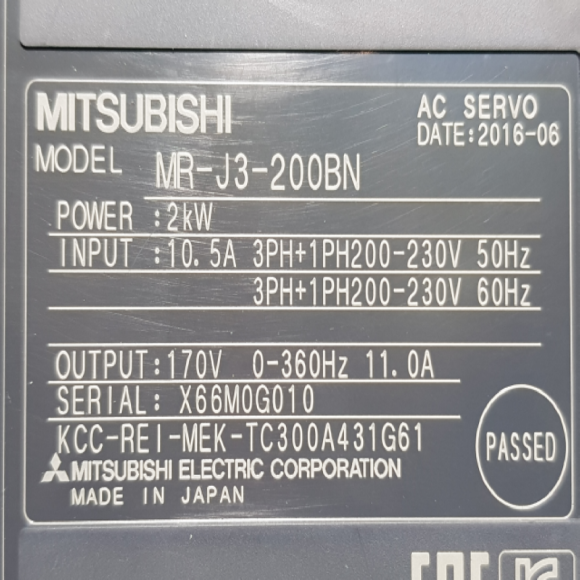 MITSUBISHI
AC SERVO
DATE:2016-06
MODEL MR-J3-200BN
POWER :2kW
INPUT :10.5A 3PH+1PH200-230V 50Hz
3PH+1PH200-230V 60Hz
OUTPUT:170V 0-360Hz 11.0A
SERIAL: X66M0G010
KCC-REI-MEK-TC300A431G61
PASSED
MITSUBISHI ELECTRIC CORPORATION
MADE IN JAPAN